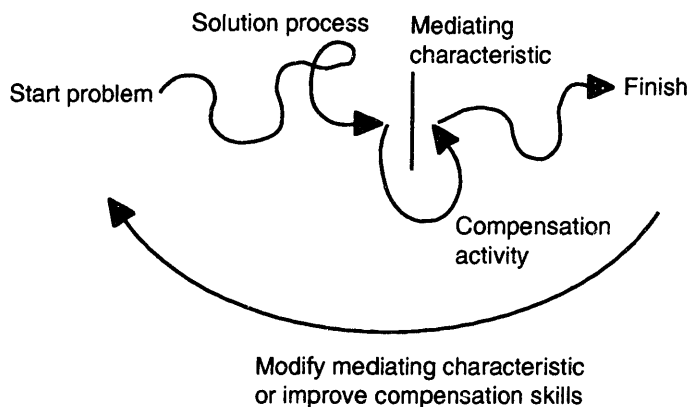 Solution process
Mediating
characteristic
Start problem
Finish
Compensation
activity
Modify mediating characteristic
or improve compensation skills